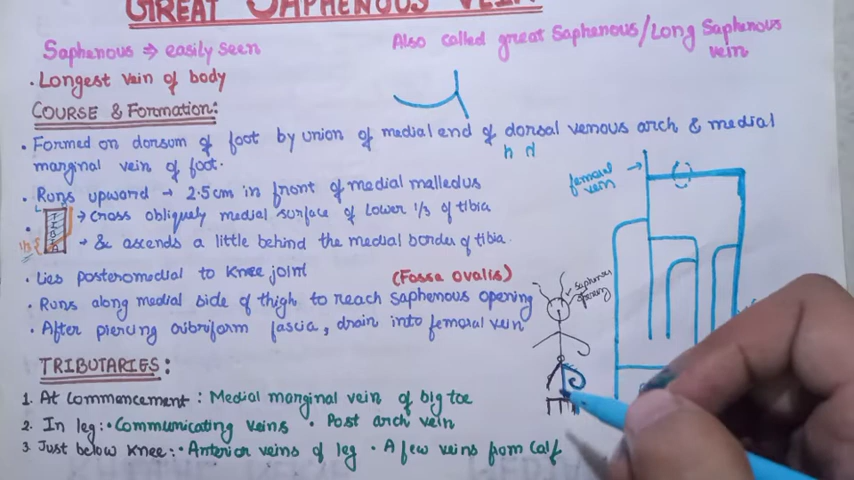 GREAT SAPHENOUS VEIN
Saphenous ⇒ easily seen
Also called great Saphenous/Long Saphenous vein
• Longest vein of body
COURSE & Formation:
• Formed on dorsum of foot by union of medial end of dorsal venous arch & medial
marginal vein of foot.
h d
• Runs upward → 2.5cm in front of medial malleolus
→ Cross obliquely medial surface of Lower 1/3 of tibia
→ & ascends a little behind the medial border of tibia.
TIBIA
1/3
• Lies posteromedial to knee joint
(Fossa ovalis)
• Runs along medial side of thigh to reach saphenous opening
• After piercing cribriform fascia, drain into femoral vein
femoral vein →
saphenous opening
TRIBUTARIES:
1. At commencement : Medial marginal vein of big toe
2. In leg: • Communicating veins • Post arch vein
3. Just below knee: • Anterior veins of leg • A few veins from calf